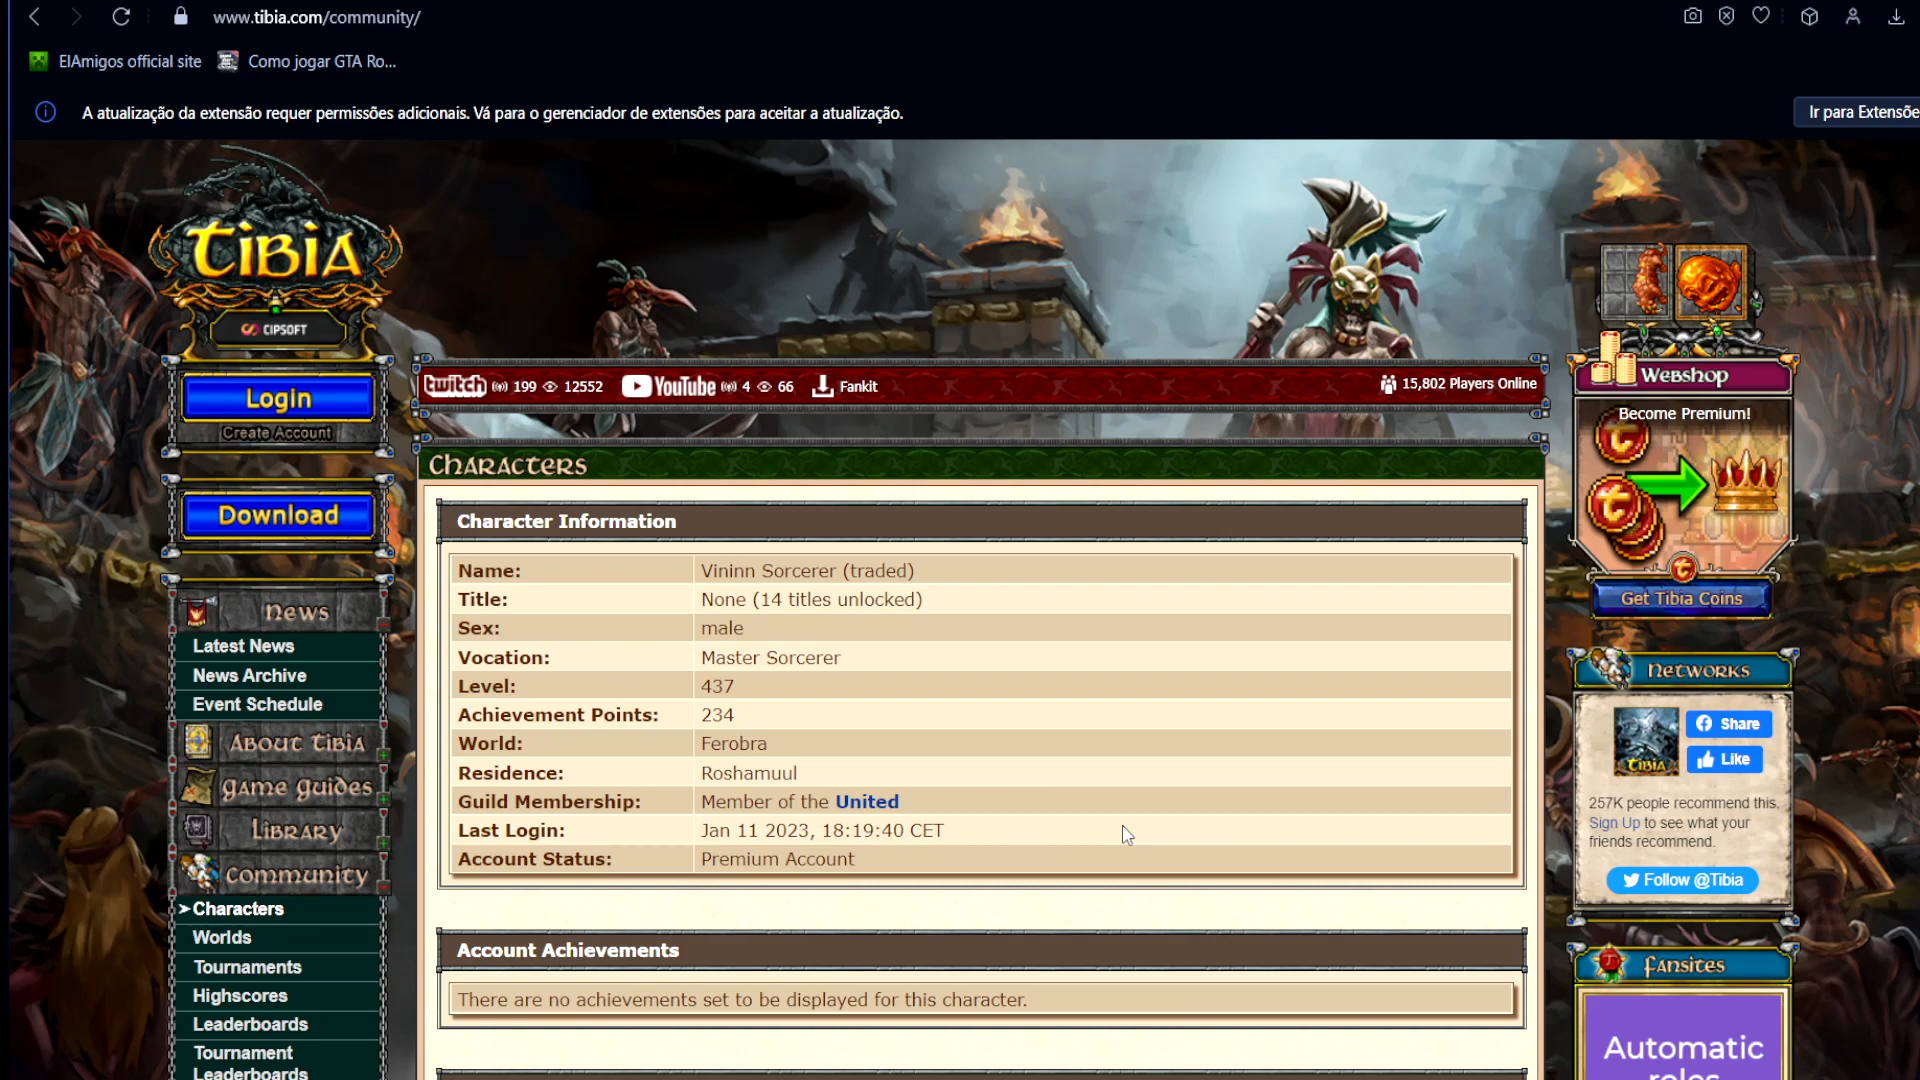 www.tibia.com/community/
ElAmigos official site
Como jogar GTA Ro...
A atualização da extensão requer permissões adicionais. Vá para o gerenciador de extensões para aceitar a atualização.
Ir para Extensõe
TIBIA
CIPSOFT
Login
Create Account
Download
News
Latest News
News Archive
Event Schedule
About Tibia
Game Guides
Library
Community
Characters
Worlds
Tournaments
Highscores
Leaderboards
Tournament
Leaderboards
twitch 199 12552 YouTube 4 66 Fankit
15,802 Players Online
Characters
Character Information
Name: Vininn Sorcerer (traded)
Title: None (14 titles unlocked)
Sex: male
Vocation: Master Sorcerer
Level: 437
Achievement Points: 234
World: Ferobra
Residence: Roshamuul
Guild Membership: Member of the United
Last Login: Jan 11 2023, 18:19:40 CET
Account Status: Premium Account
Account Achievements
There are no achievements set to be displayed for this character.
Webshop
Become Premium!
Get Tibia Coins
Networks
TIBIA
Share
Like
257K people recommend this.
Sign Up to see what your
friends recommend.
Follow @Tibia
Fansites
Automatic
roles